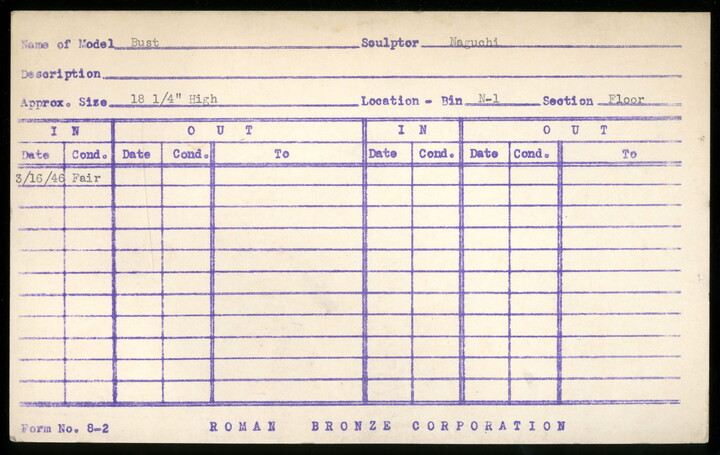 Name of Model Bust Sculptor Naguchi
Description
Approx. Size 18 1/4" High Location - Bin N-1 Section Floor
IN OUT IN OUT
Date Cond. Date Cond. To Date Cond. Date Cond. To
3/16/46 Fair
Form No. 8-2 ROMAN BRONZE CORPORATION